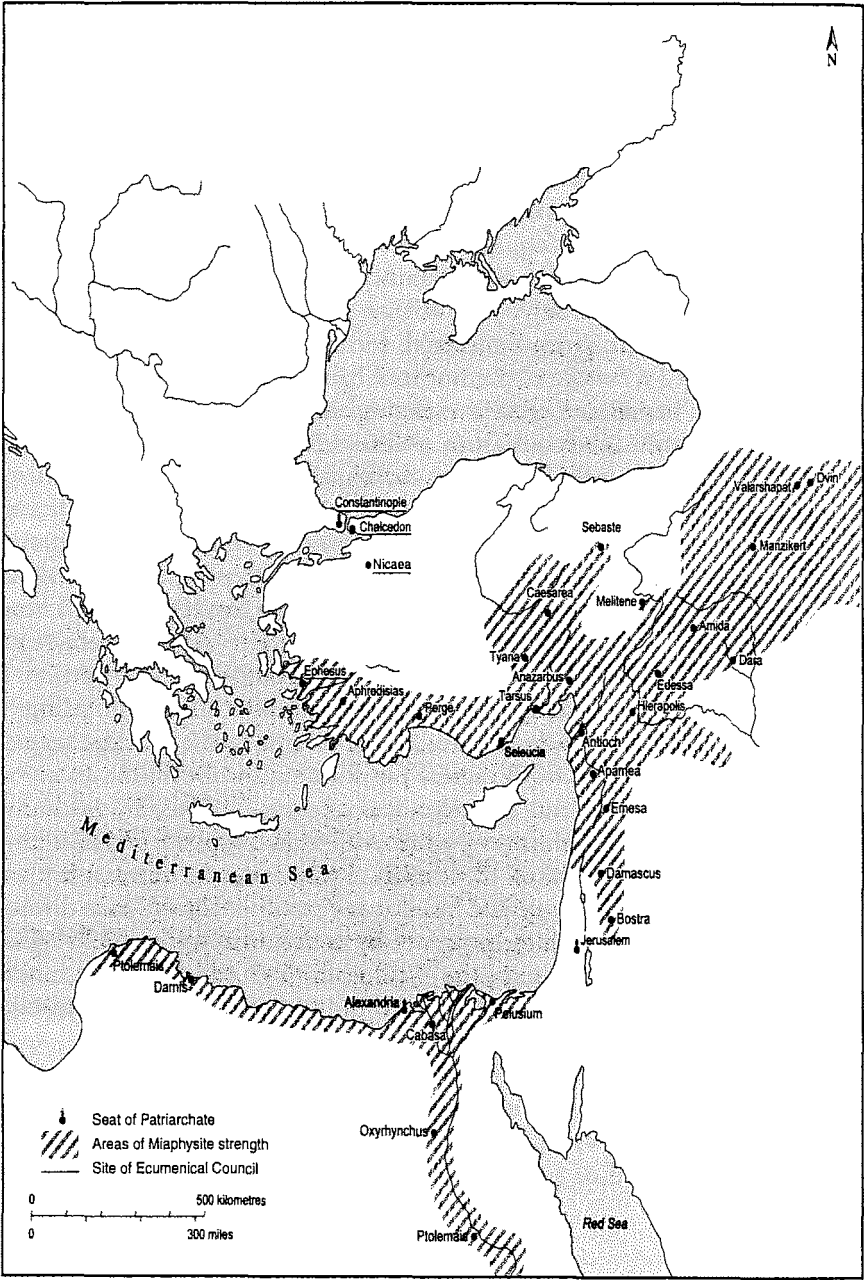 N
Constantinople
Chalcedon
Nicaea
Valarshapat
Dvin
Manzikert
Sebaste
Caesarea
Melitene
Amida
Tyana
Dara
Anazarbus
Edessa
Ephesus
Aphrodisias
Perge
Tarsus
Hierapolis
Seleucia
Antioch
Apamea
Emesa
Mediterranean Sea
Damascus
Bostra
Jerusalem
Ptolemais
Darnis
Alexandria
Pelusium
Cabasa
Oxyrhynchus
Ptolemais
Red Sea
Seat of Patriarchate
Areas of Miaphysite strength
Site of Ecumenical Council
0 500 kilometres
0 300 miles